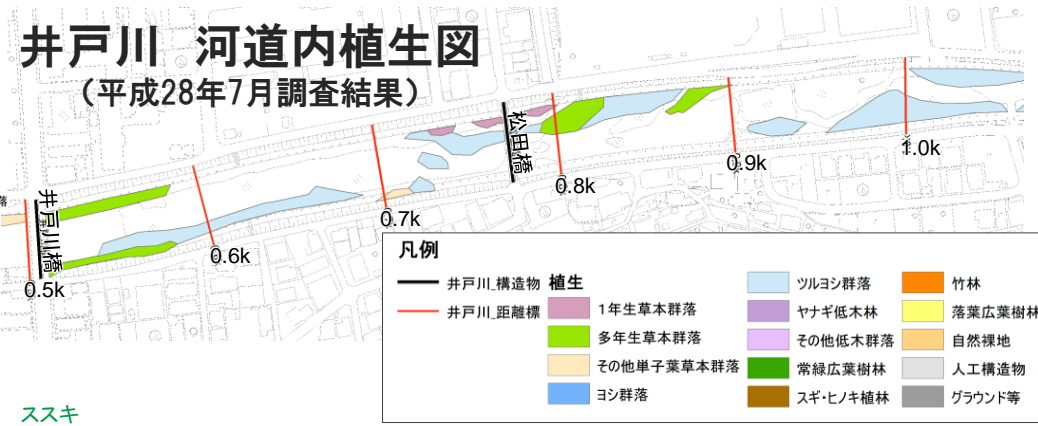 井戸川 河道内植生図
（平成28年7月調査結果）
松田橋
井戸川橋
落
0.5k
0.6k
0.7k
0.8k
0.9k
1.0k
凡例
井戸川_構造物
井戸川_距離標
植生
1年生草本群落
多年生草本群落
その他単子葉草本群落
ヨシ群落
ツルヨシ群落
ヤナギ低木林
その他低木群落
常緑広葉樹林
スギ・ヒノキ植林
竹林
落葉広葉樹林
自然裸地
人工構造物
グラウンド等
ススキ